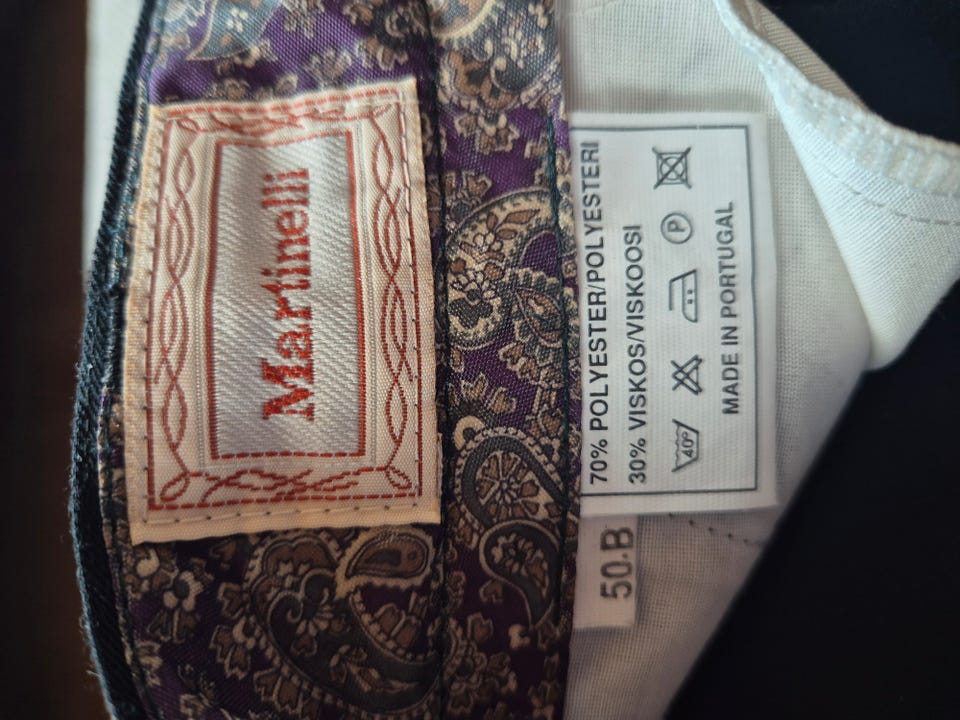 Martinelli
70% POLYESTER/POLYESTERI
30% VISKOS/VISKOOSI
40°
P
MADE IN PORTUGAL
50.B